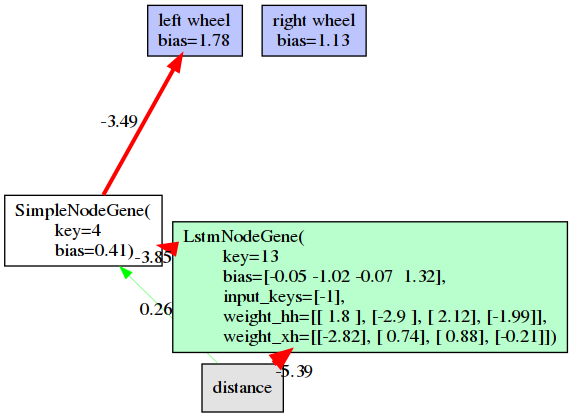 left wheel
bias=1.78
right wheel
bias=1.13
-3.49
SimpleNodeGene(
key=4
bias=0.41)
-3.85
LstmNodeGene(
key=13
bias=[-0.05 -1.02 -0.07  1.32],
input_keys=[-1],
weight_hh=[[ 1.8 ], [-2.9 ], [ 2.12], [-1.99]],
weight_xh=[[-2.82], [ 0.74], [ 0.88], [-0.21]])
0.26
-5.39
distance